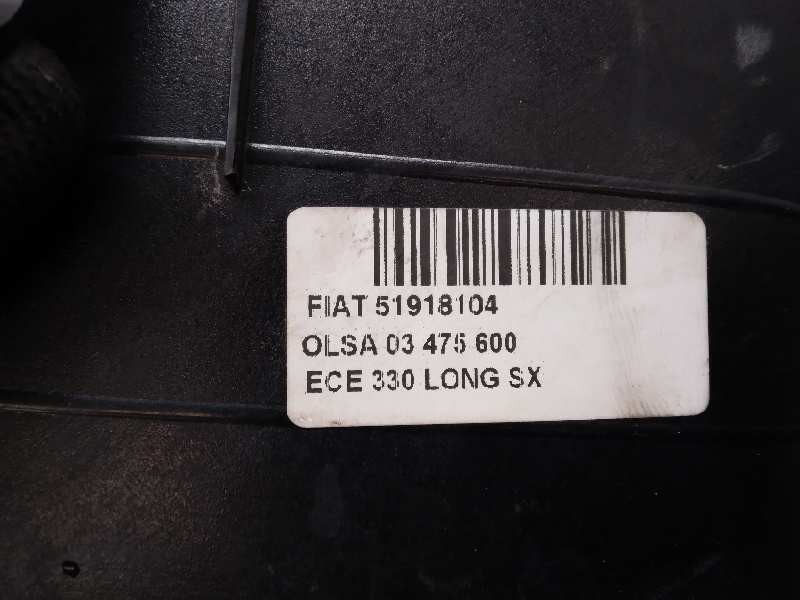 FIAT 51918104
OLSA 03 475 600
ECE 330 LONG SX